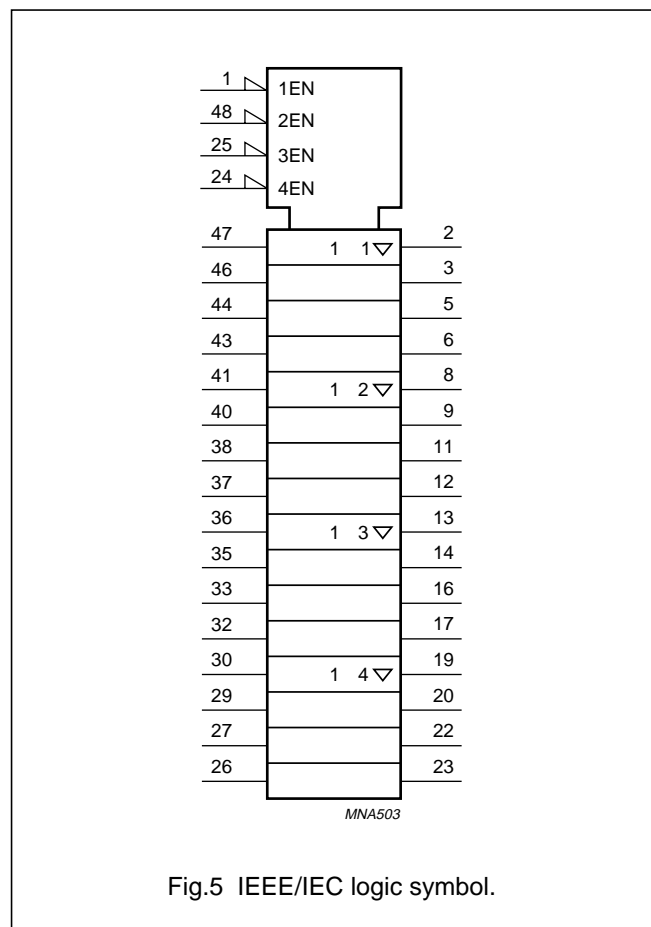 1 1EN
48 2EN
25 3EN
24 4EN
47 1 1 2
46 3
44 5
43 6
41 1 2 8
40 9
38 11
37 12
36 1 3 13
35 14
33 16
32 17
30 1 4 19
29 20
27 22
26 23
MNA503
Fig.5 IEEE/IEC logic symbol.